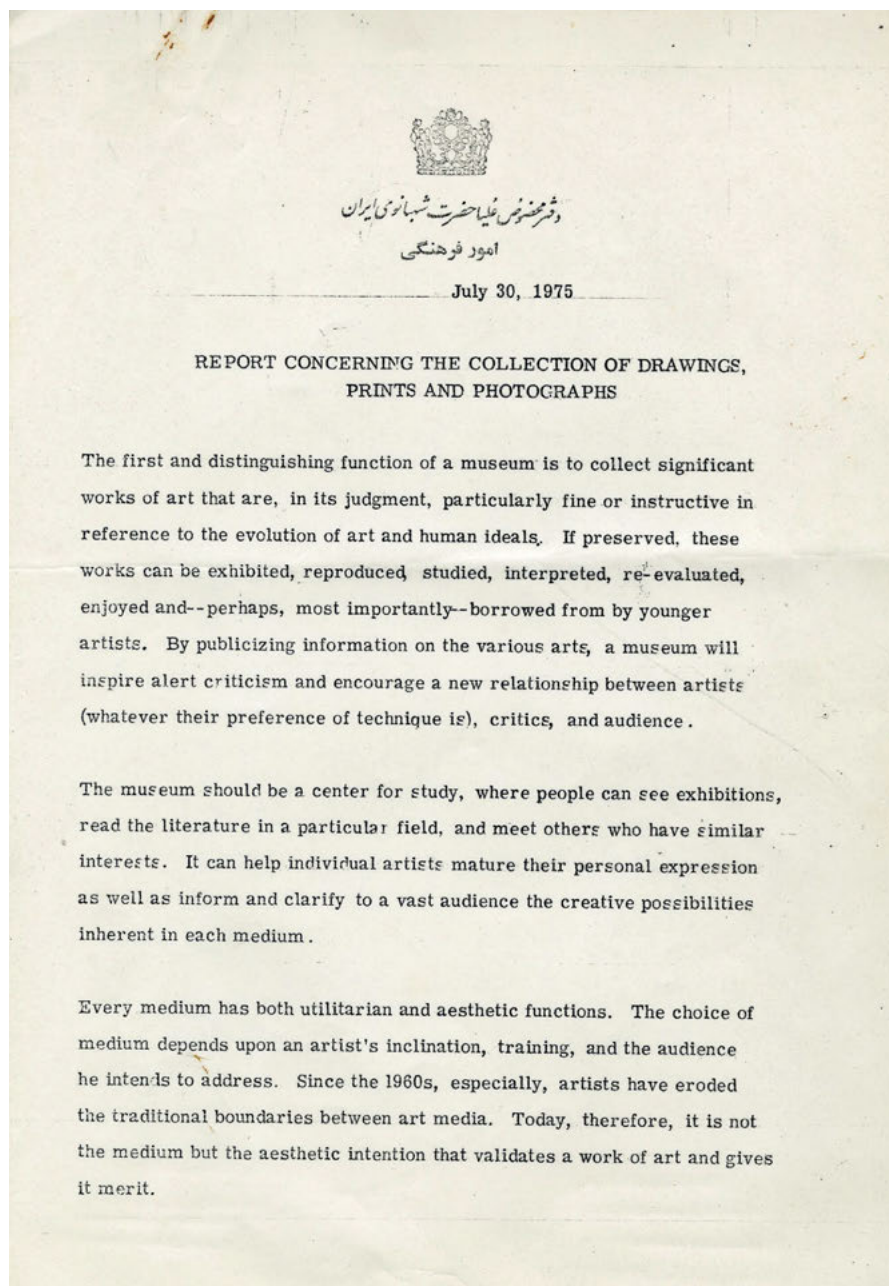 دفتر مخصوص علیاحضرت شهبانوی ایران
امور فرهنگی
July 30, 1975
REPORT CONCERNING THE COLLECTION OF DRAWINGS,
PRINTS AND PHOTOGRAPHS
The first and distinguishing function of a museum is to collect significant
works of art that are, in its judgment, particularly fine or instructive in
reference to the evolution of art and human ideals. If preserved, these
works can be exhibited, reproduced, studied, interpreted, re-evaluated,
enjoyed and--perhaps, most importantly--borrowed from by younger
artists. By publicizing information on the various arts, a museum will
inspire alert criticism and encourage a new relationship between artists
(whatever their preference of technique is), critics, and audience.
The museum should be a center for study, where people can see exhibitions,
read the literature in a particular field, and meet others who have similar
interests. It can help individual artists mature their personal expression
as well as inform and clarify to a vast audience the creative possibilities
inherent in each medium.
Every medium has both utilitarian and aesthetic functions. The choice of
medium depends upon an artist's inclination, training, and the audience
he intends to address. Since the 1960s, especially, artists have eroded
the traditional boundaries between art media. Today, therefore, it is not
the medium but the aesthetic intention that validates a work of art and gives
it merit.